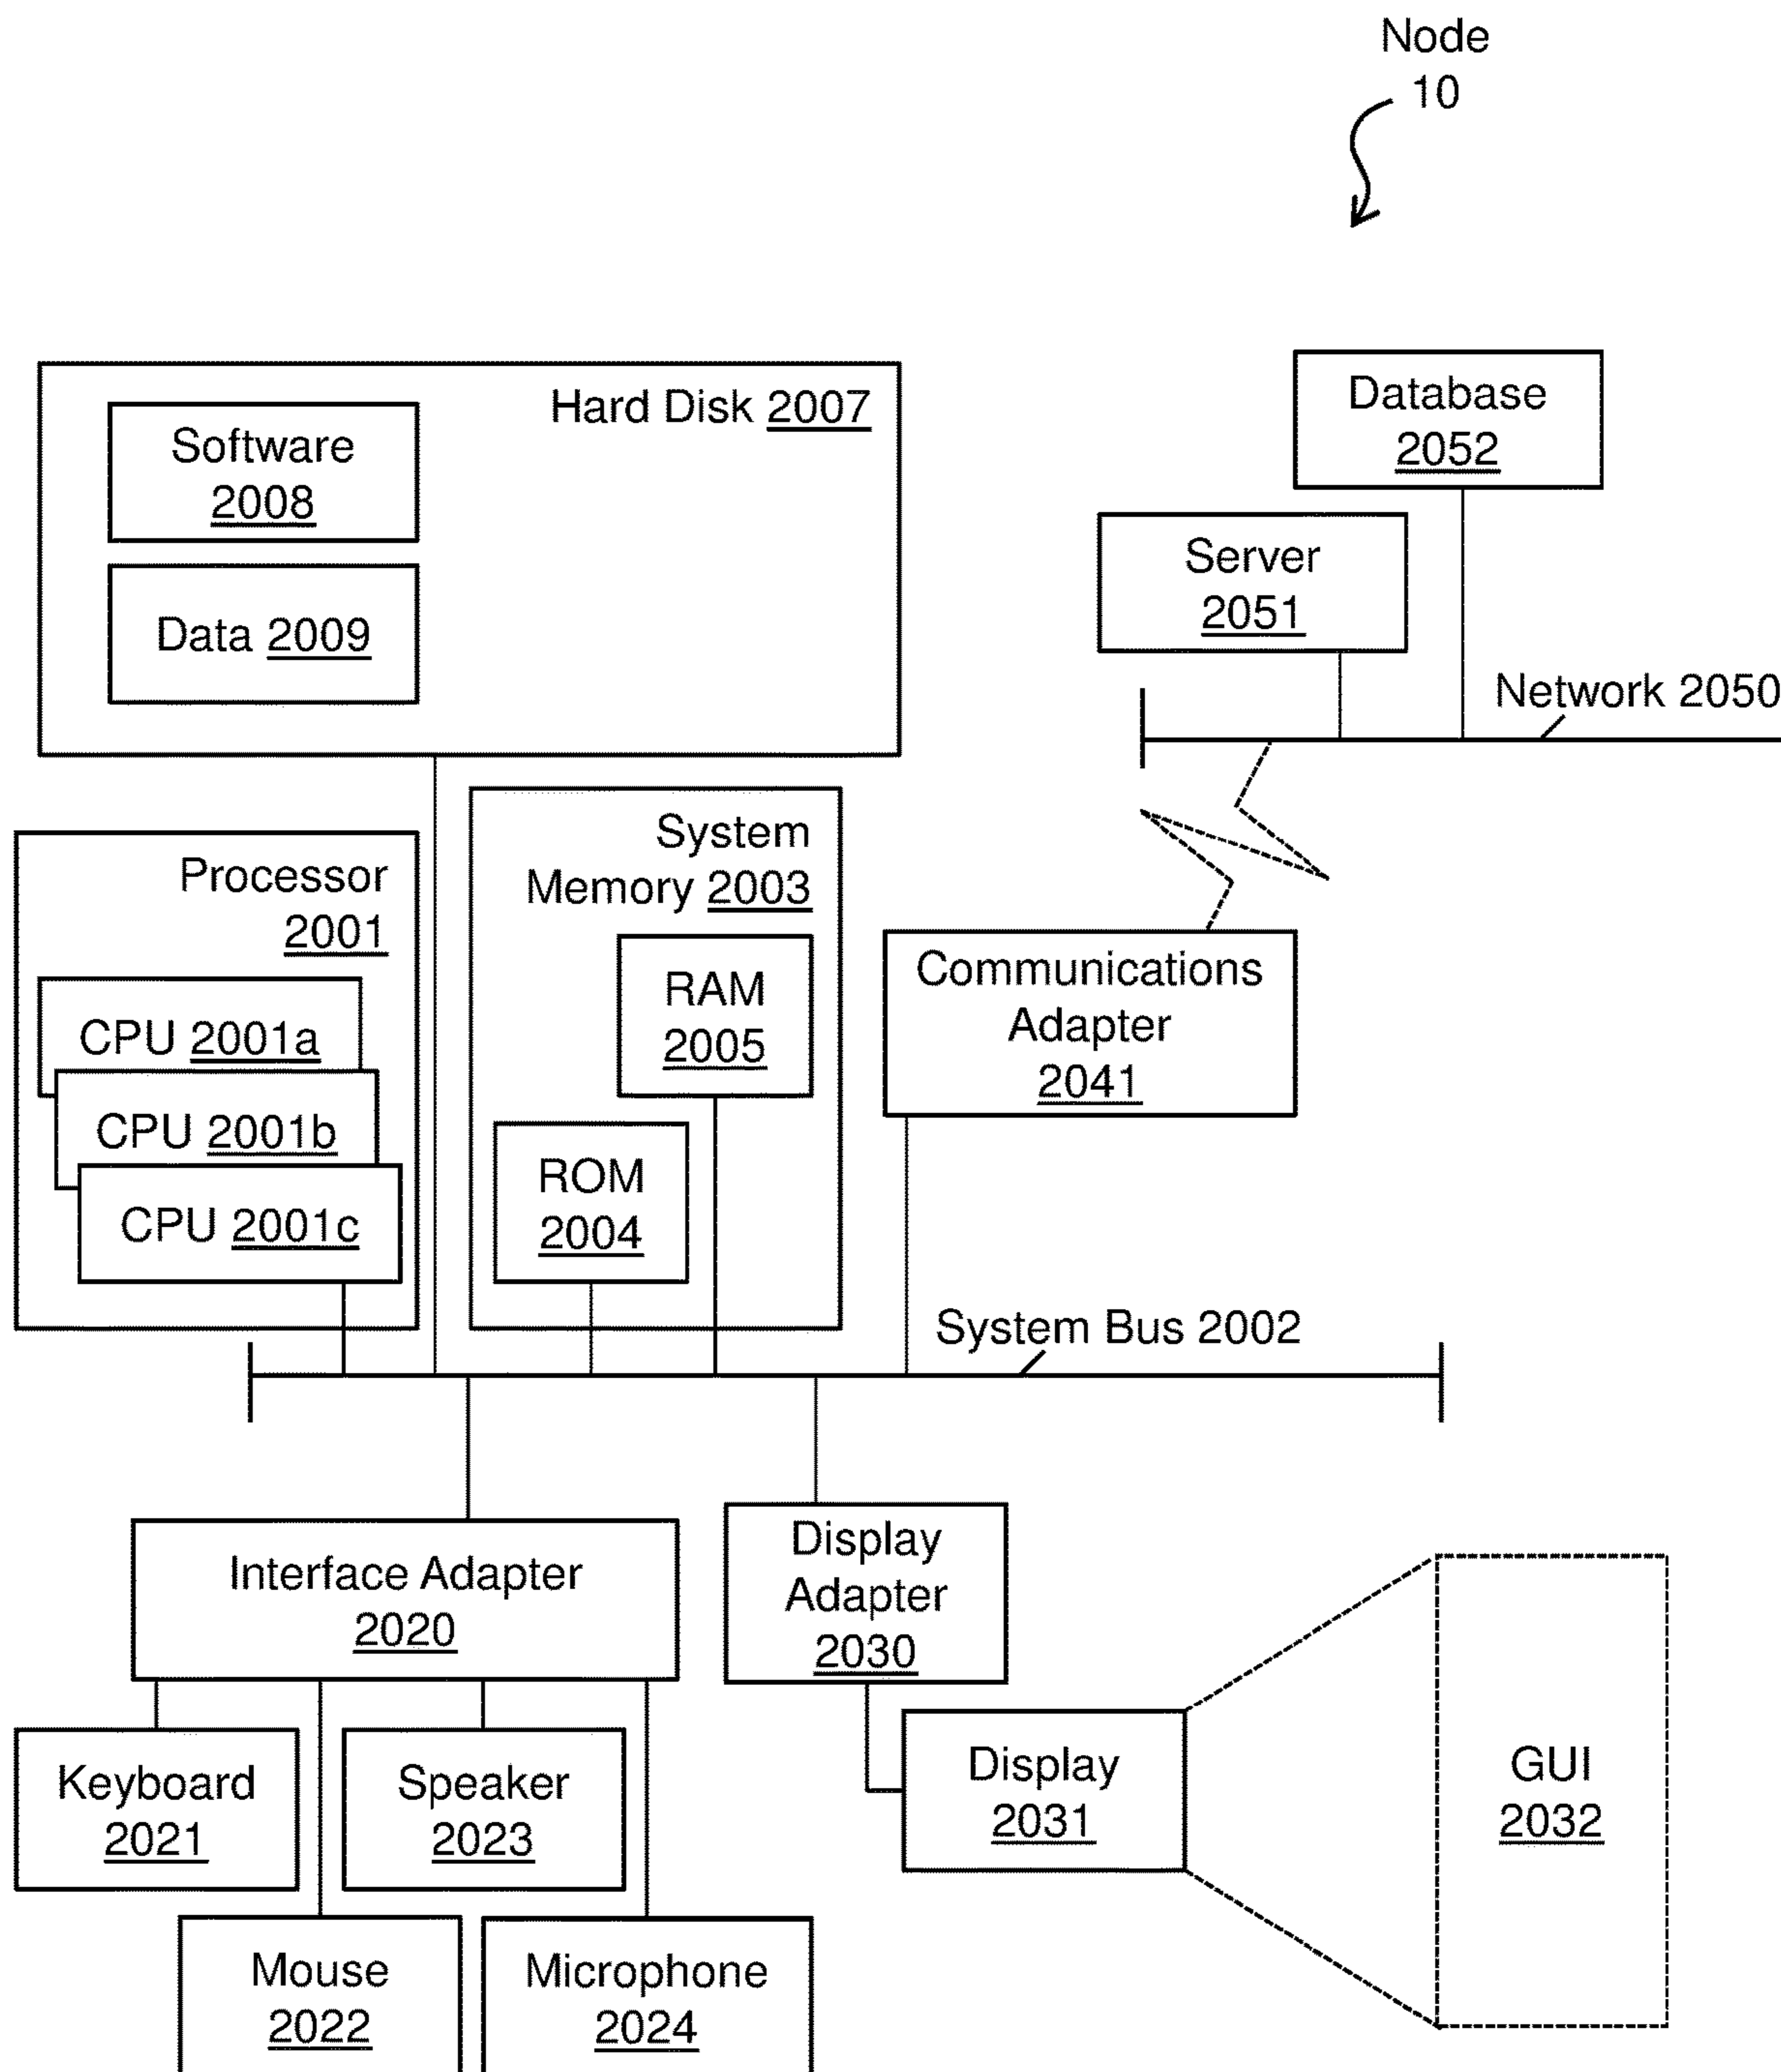 Node
10
Hard Disk 2007
Software
2008
Data 2009
Database
2052
Server
2051
Network 2050
Processor
2001
CPU 2001a
CPU 2001b
CPU 2001c
System
Memory 2003
RAM
2005
ROM
2004
Communications
Adapter
2041
System Bus 2002
Interface Adapter
2020
Display
Adapter
2030
Keyboard
2021
Speaker
2023
Mouse
2022
Microphone
2024
Display
2031
GUI
2032